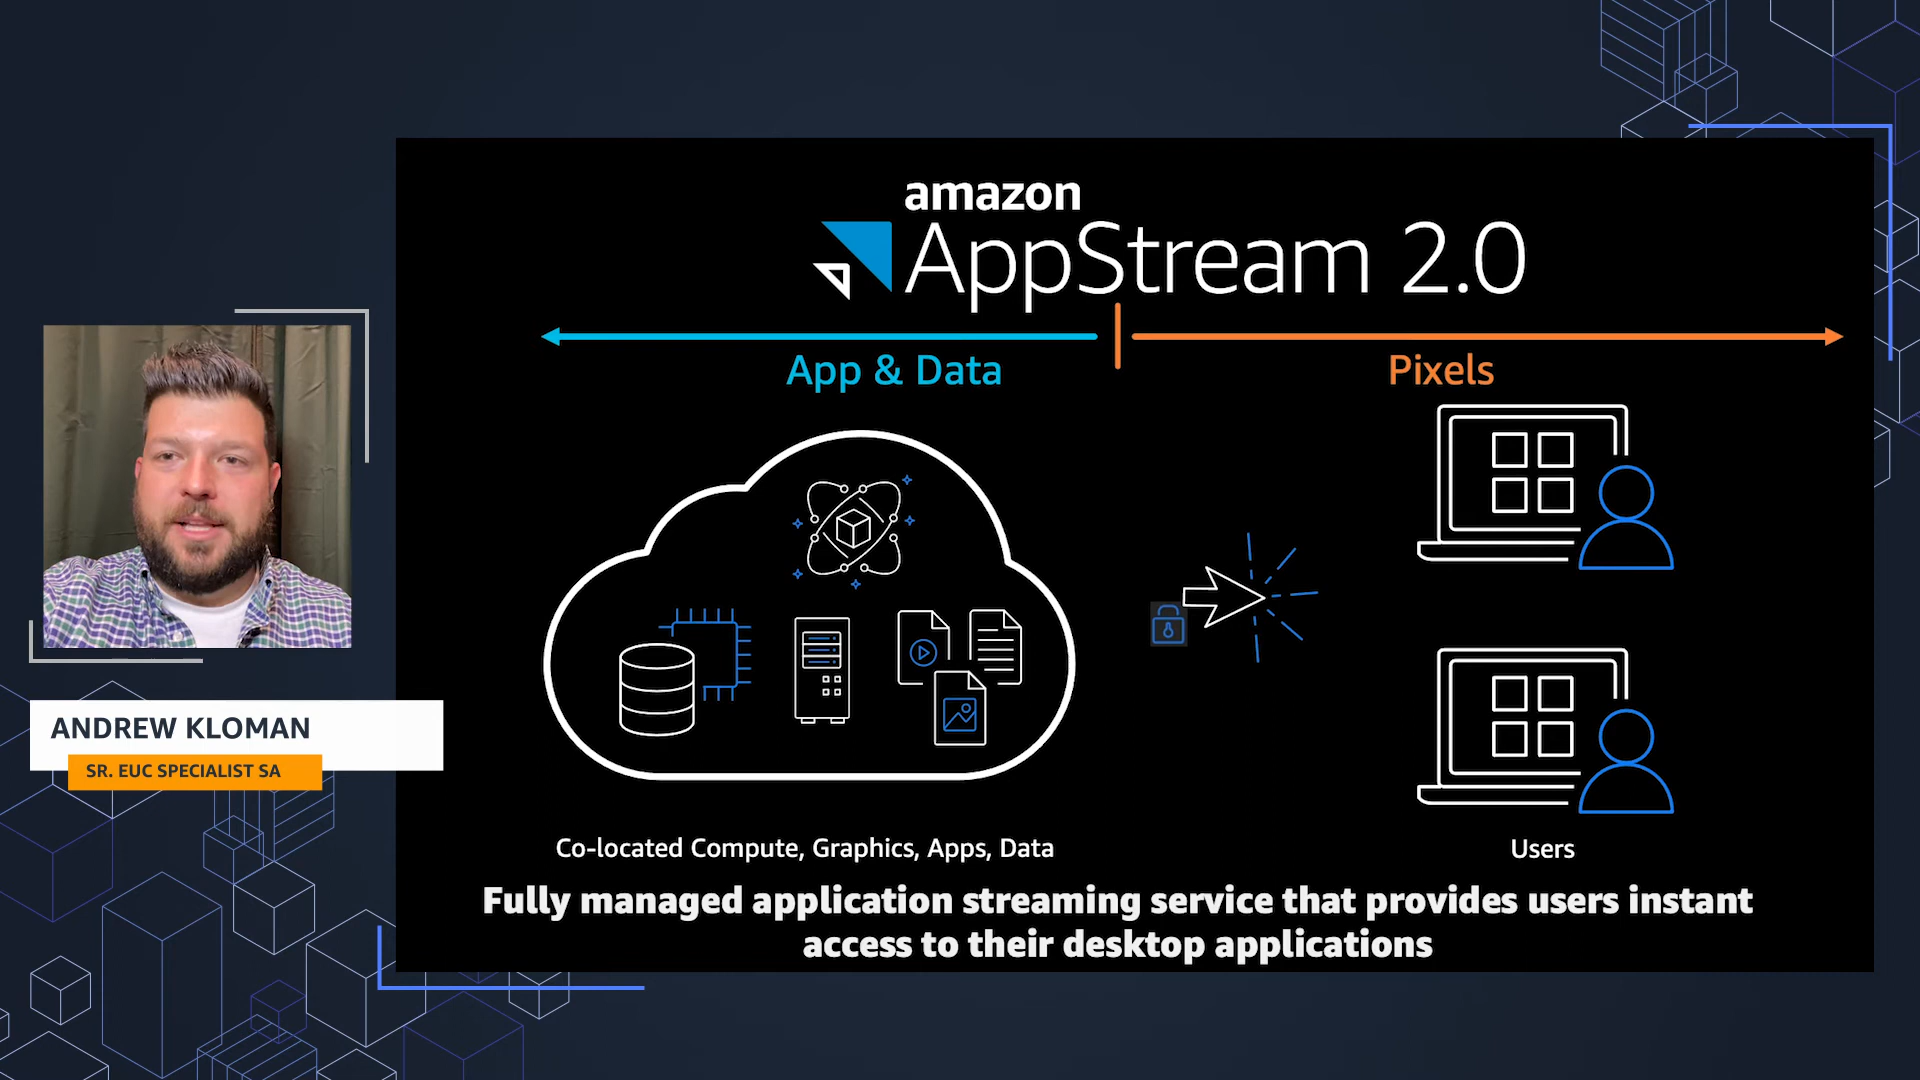 amazon
AppStream 2.0
App & Data
Pixels
ANDREW KLOMAN
SR. EUC SPECIALIST SA
Co-located Compute, Graphics, Apps, Data
Users
Fully managed application streaming service that provides users instant
access to their desktop applications